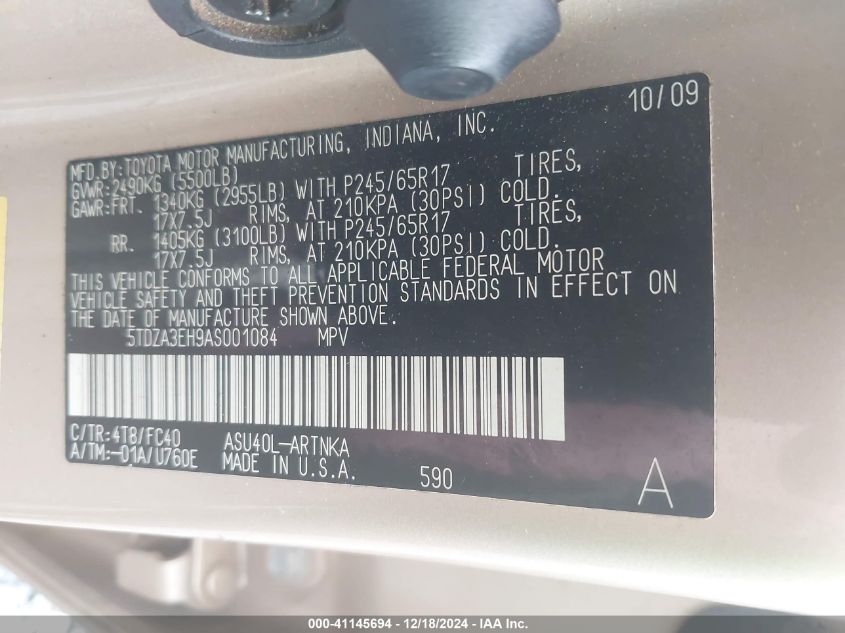 10/09
MFD.BY:TOYOTA MOTOR MANUFACTURING, INDIANA, INC.
GVWR:2490KG (5500LB)
GAWR:FRT. 1340KG (2955LB) WITH P245/65R17 TIRES,
17X7.5J RIMS, AT 210KPA (30PSI) COLD.
RR. 1405KG (3100LB) WITH P245/65R17 TIRES,
17X7.5J RIMS, AT 210KPA (30PSI) COLD.
THIS VEHICLE CONFORMS TO ALL APPLICABLE FEDERAL MOTOR
VEHICLE SAFETY AND THEFT PREVENTION STANDARDS IN EFFECT ON
THE DATE OF MANUFACTURE SHOWN ABOVE.
5TDZA3EH9AS001084 MPV
C/TR:4T8/FC40 ASU40L-ARTNKA
A/TM:-01A/U760E MADE IN U.S.A. 590 A
000-41145694 - 12/18/2024 - IAA Inc.